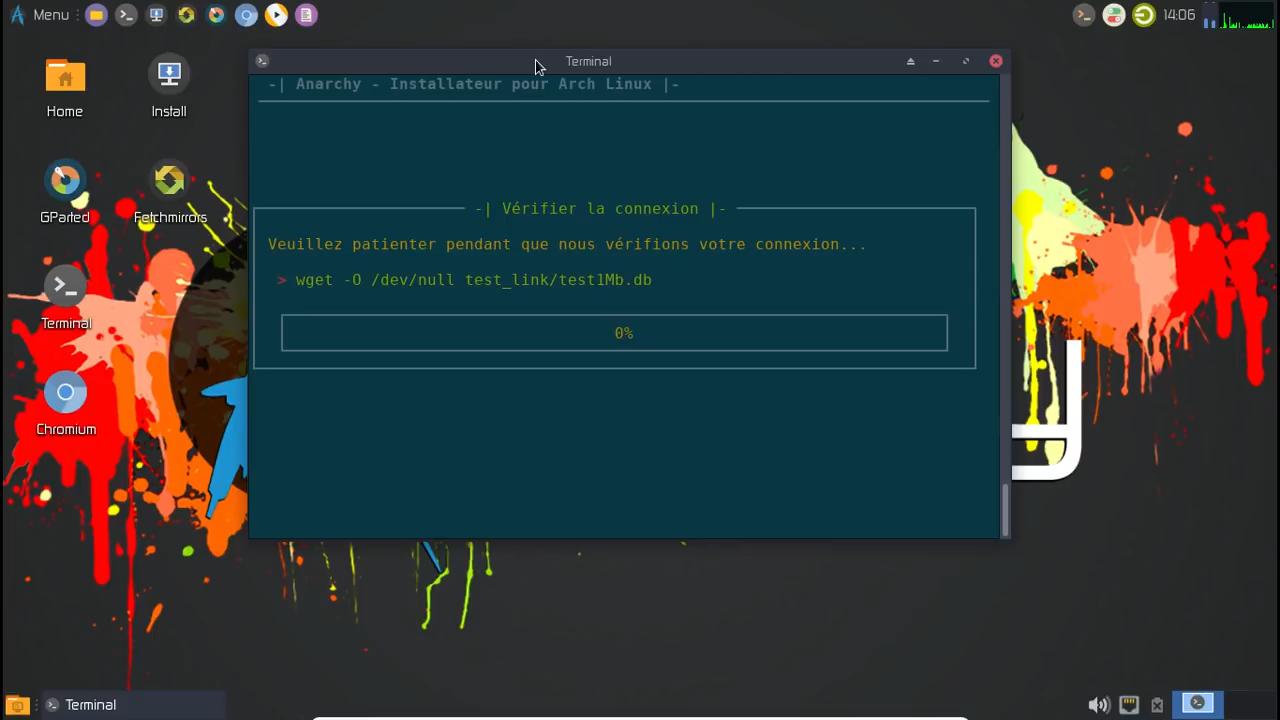 Menu
14:06
Home
Install
GParted
Fetchmirrors
Terminal
Chromium
Terminal
-| Anarchy - Installateur pour Arch Linux |-
-| Vérifier la connexion |-
Veuillez patienter pendant que nous vérifions votre connexion...
> wget -O /dev/null test_link/test1Mb.db
0%
Terminal